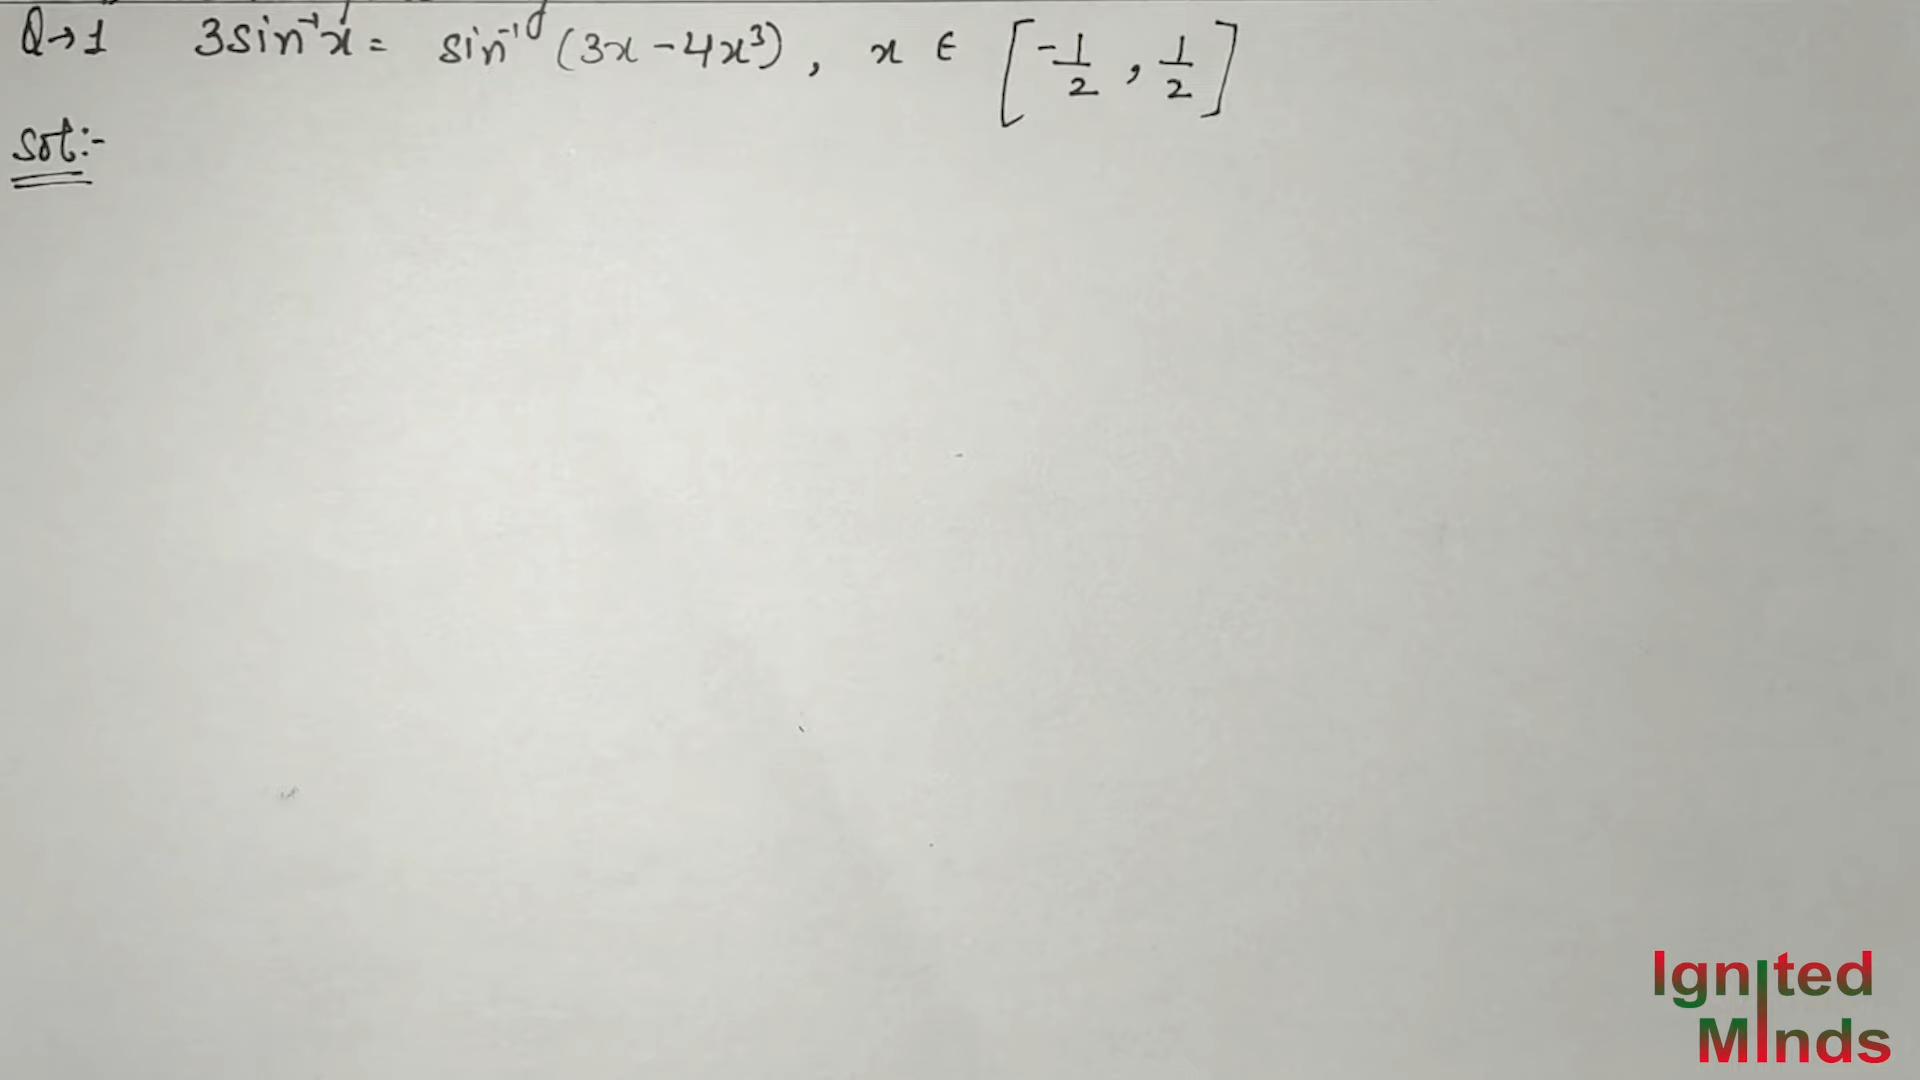 Q→1 3sin⁻¹x = sin⁻¹(3x-4x³), x ∈ [-1/2, 1/2]
Sol:-
Ignited
Minds